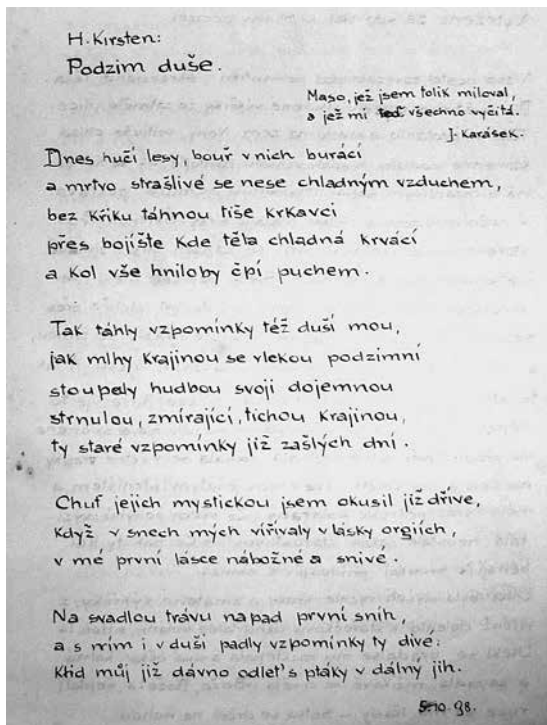 H. Kirsten:
Podzim duše.
Maso, jež jsem tolik miloval,
a jež mi teď všechno vyčítá.
J. Karásek.
Dnes hučí lesy, bouř v nich burácí
a mrtvo strašlivé se nese chladným vzduchem,
bez křiku táhnou tiše krkavci
přes bojiště kde těla chladná krvácí
a kol vše hniloby čpí puchem.
Tak táhly vzpomínky též duší mou,
jak mlhy krajinou se vlekou podzimní
stoupaly hudbou svojí dojemnou
strnulou, zmírající, tichou krajinou,
ty staré vzpomínky již zašlých dní.
Chuť jejich mystickou jsem okusil již dříve,
když v snech mých vířívaly v lásky orgiích,
v mé první lásce nábožné a snivé.
Na svadlou trávu napad první sníh
a s ním i v duši padly vzpomínky ty divé:
Klid můj již dávno odlet' s ptáky v dálný jih.
5.10.98.